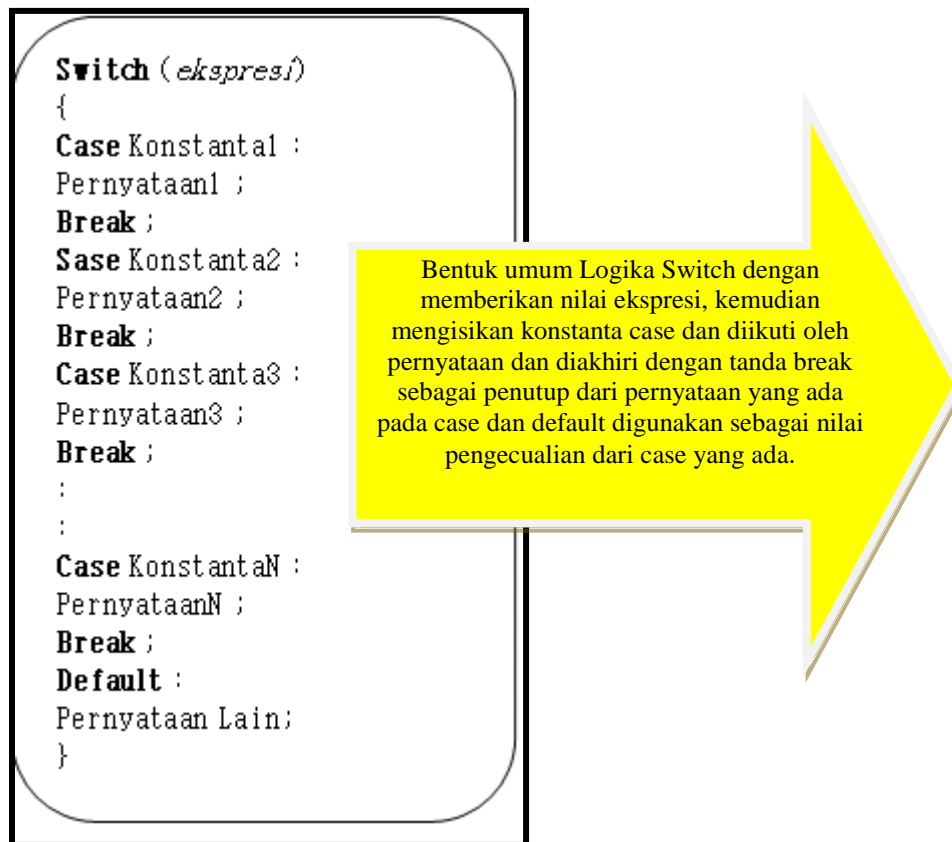 Switch (ekspresi)
{
Case Konstanta1 :
Pernyataan1 ;
Break ;
Sase Konstanta2 :
Pernyataan2 ;
Break ;
Case Konstanta3 :
Pernyataan3 ;
Break ;
:
:
Case KonstantaN :
PernyataanN ;
Break ;
Default :
Pernyataan Lain;
}
Bentuk umum Logika Switch dengan
memberikan nilai ekspresi, kemudian
mengisikan konstanta case dan diikuti oleh
pernyataan dan diakhiri dengan tanda break
sebagai penutup dari pernyataan yang ada
pada case dan default digunakan sebagai nilai
pengecualian dari case yang ada.